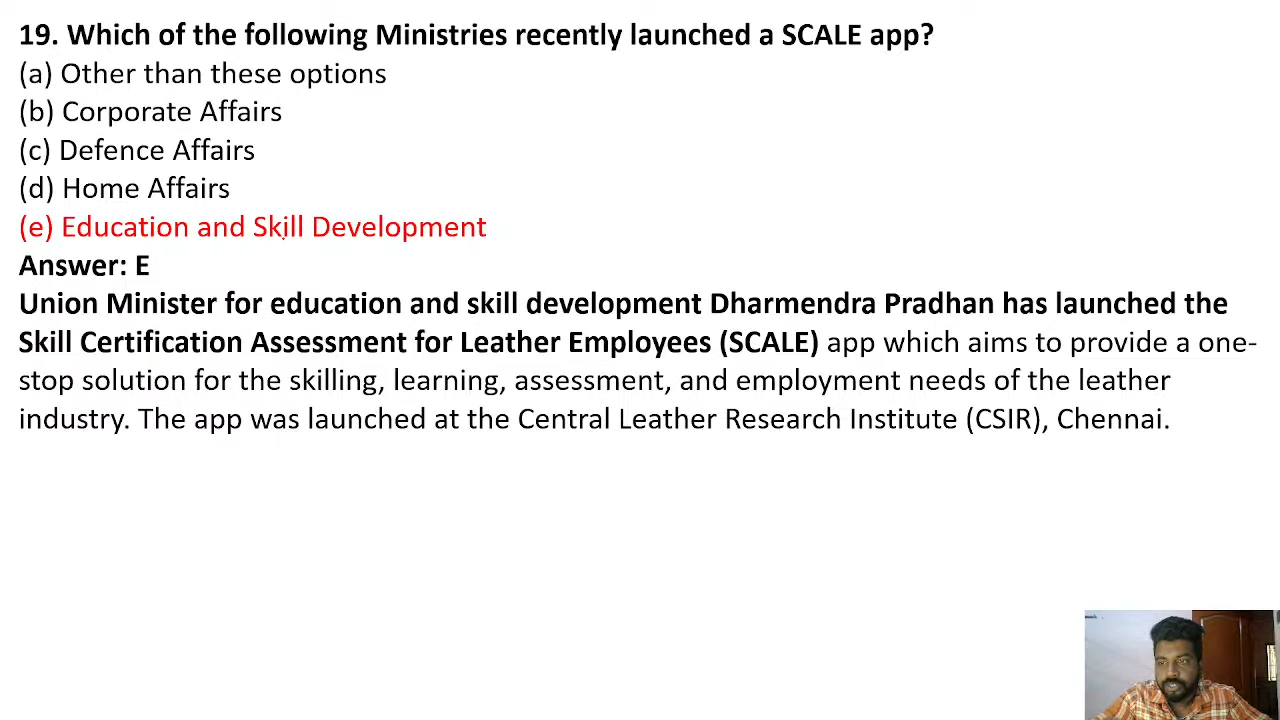 19. Which of the following Ministries recently launched a SCALE app?
(a) Other than these options
(b) Corporate Affairs
(c) Defence Affairs
(d) Home Affairs
(e) Education and Skill Development
Answer: E
Union Minister for education and skill development Dharmendra Pradhan has launched the
Skill Certification Assessment for Leather Employees (SCALE) app which aims to provide a one-
stop solution for the skilling, learning, assessment, and employment needs of the leather
industry. The app was launched at the Central Leather Research Institute (CSIR), Chennai.